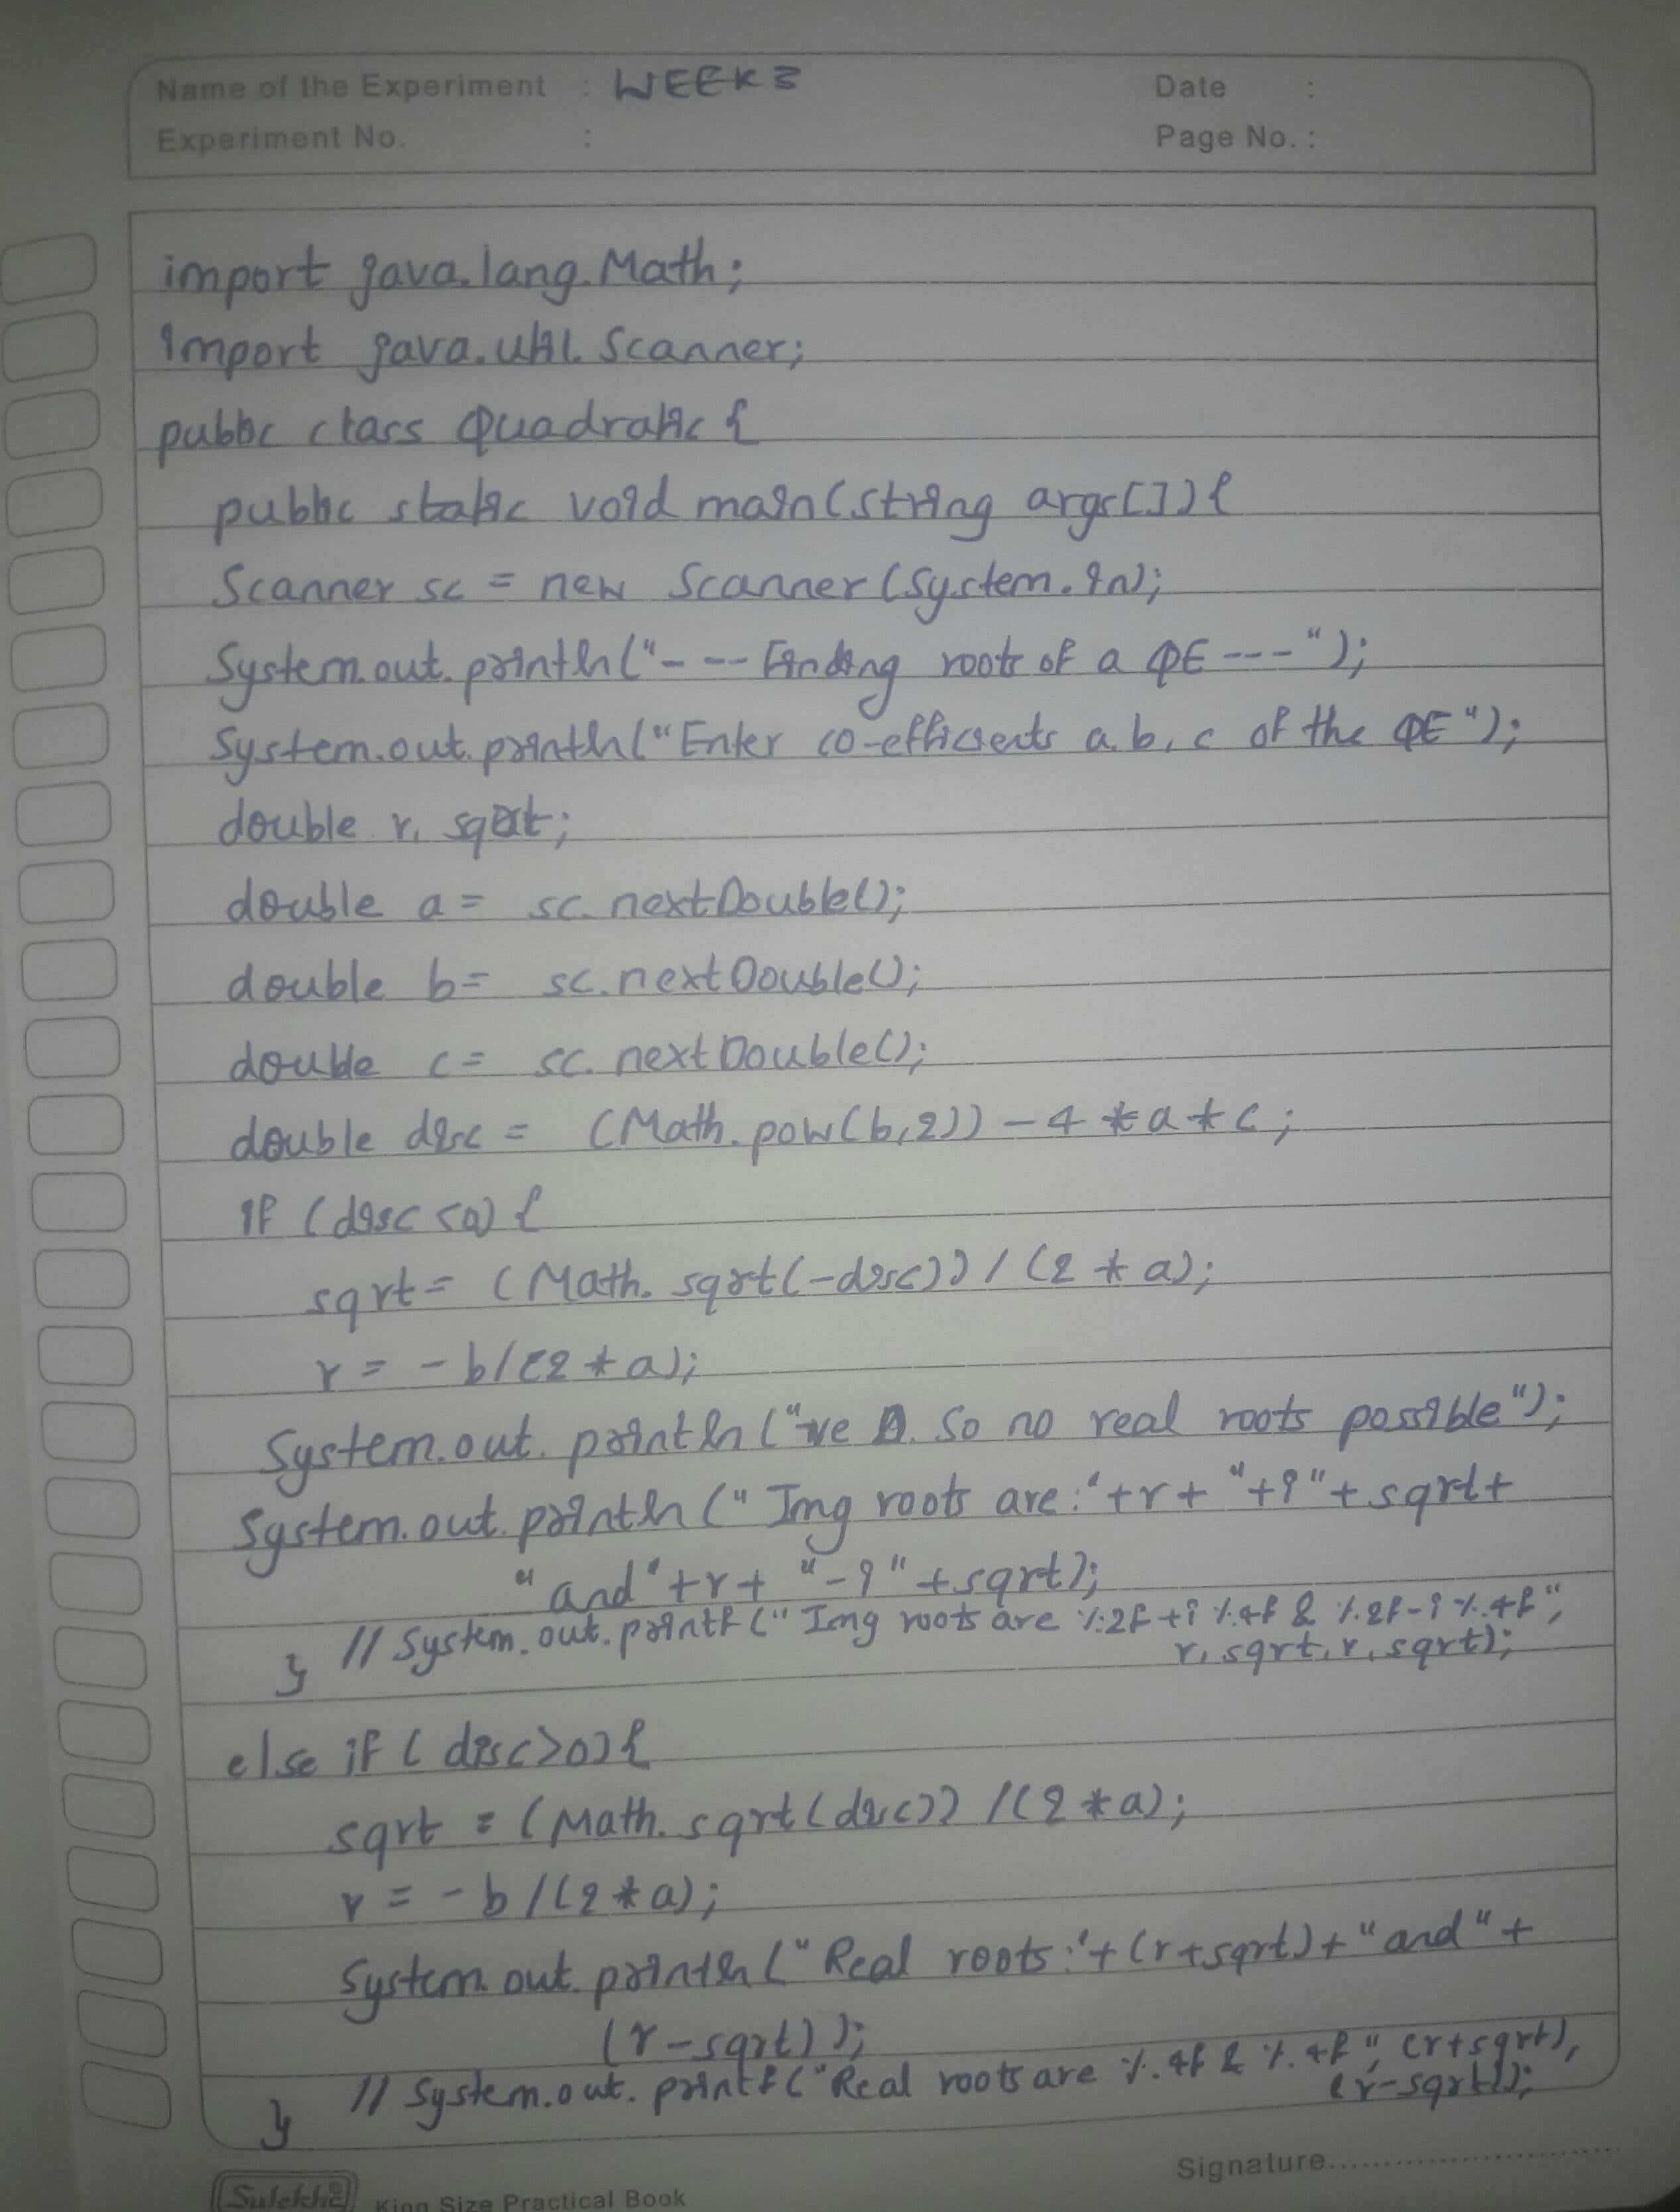 Name of the Experiment : WEEK 3
Date :
Experiment No. :
Page No. :
import java.lang.Math;
import java.util.Scanner;
public class Quadratic {
public static void main(String args[]){
Scanner sc = new Scanner(System.in);
System.out.println("--- Finding roots of a QE ---");
System.out.println("Enter co-efficients a, b, c of the QE");
double r, sqrt;
double a = sc.nextDouble();
double b = sc.nextDouble();
double c = sc.nextDouble();
double disc = (Math.pow(b,2)) - 4 * a * c;
if (disc <0) {
sqrt = (Math.sqrt(-disc)) / (2 * a);
r = -b/(2 * a);
System.out.println("-ve D. So no real roots possible");
System.out.println("Img roots are:"+r+ "+i"+sqrt+
"and"+r+ "-i"+sqrt);
// System.out.printf("Img roots are %.2f +i %.4f & %.2f -i %.4f",
r, sqrt, r, sqrt);
}
else if (disc>0){
sqrt = (Math.sqrt(disc)) /(2 * a);
r = -b /(2 * a);
System.out.println("Real roots:"+(r+sqrt)+"and"+
(r-sqrt));
// System.out.printf("Real roots are %.4f & %.4f", (r+sqrt),
(r-sqrt));
}
Signature..............................
Sulekha
King Size Practical Book